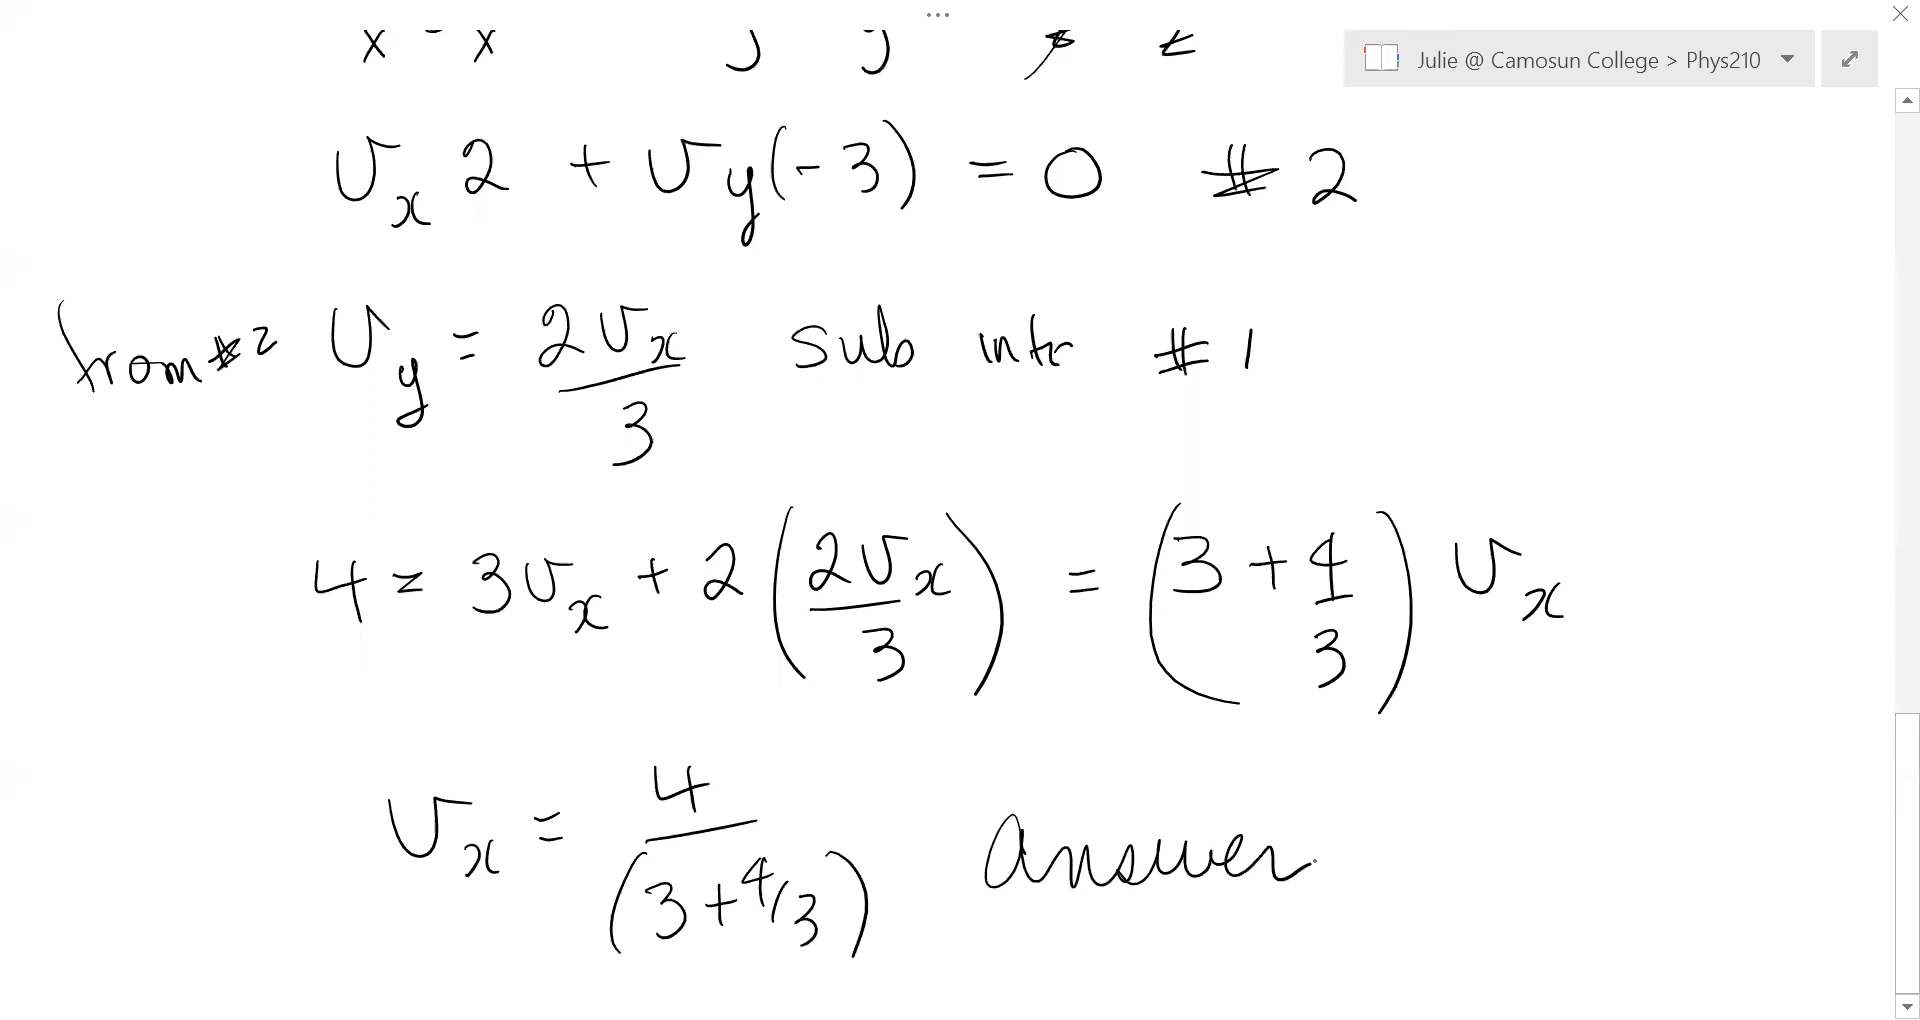 ...
x - x y y z z
Julie @ Camosun College > Phys210
v_x 2 + v_y(-3) = 0 #2
from #2 v_y = 2v_x/3 sub into #1
4 = 3v_x + 2(2v_x/3) = (3 + 4/3) v_x
v_x = 4/(3 + 4/3) answer